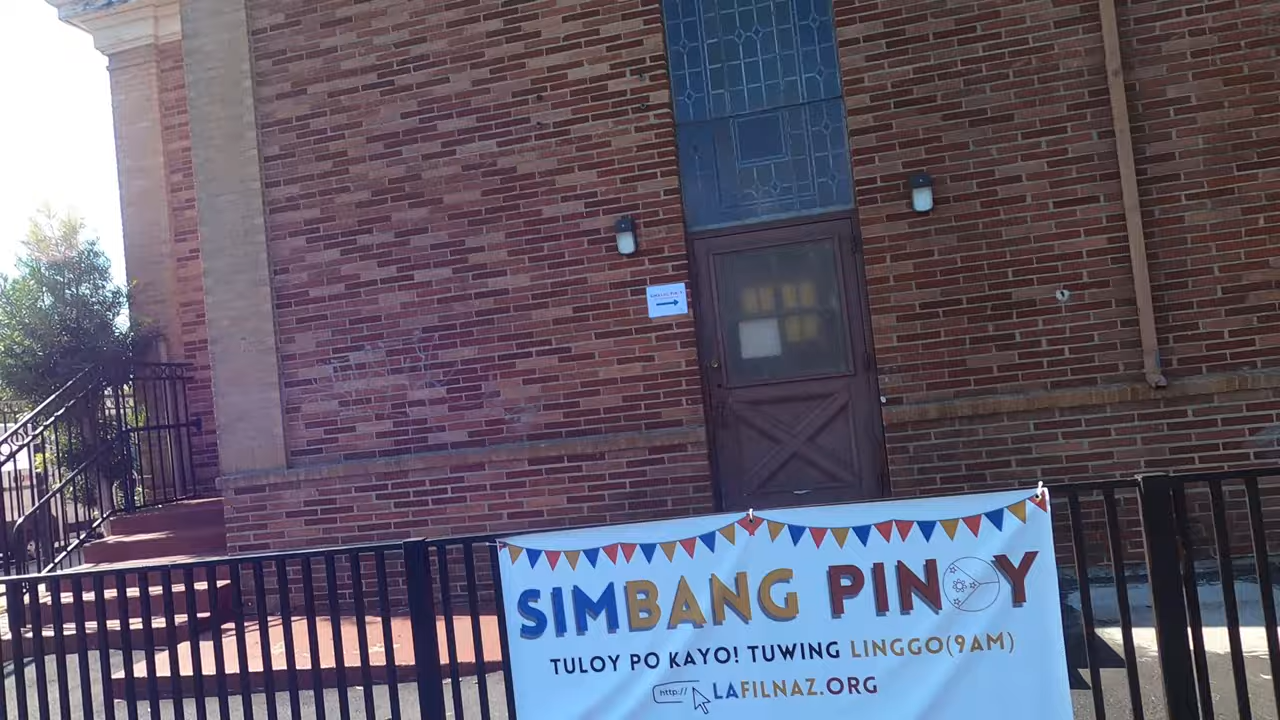 SIMBANG PINOY
TULOY PO KAYO! TUWING LINGGO(9AM)
http:// LAFILNAZ.ORG